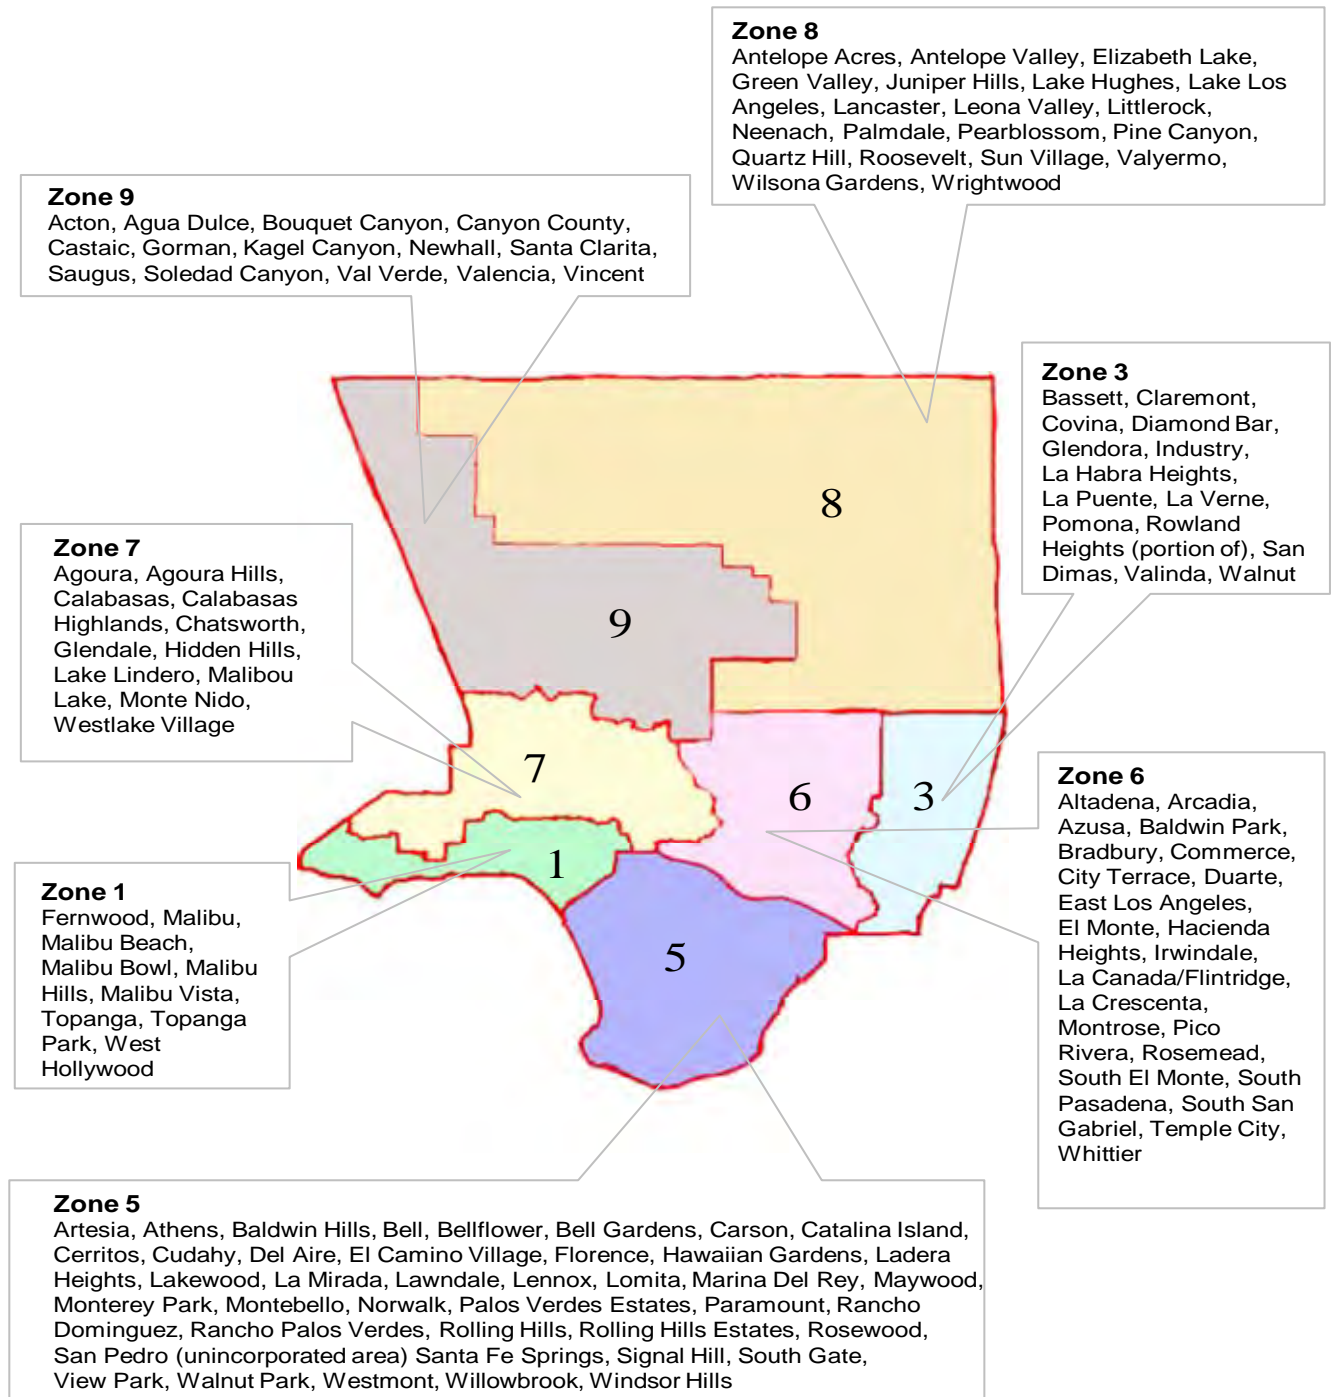 Zone 8
Antelope Acres, Antelope Valley, Elizabeth Lake,
Green Valley, Juniper Hills, Lake Hughes, Lake Los
Angeles, Lancaster, Leona Valley, Littlerock,
Neenach, Palmdale, Pearblossom, Pine Canyon,
Quartz Hill, Roosevelt, Sun Village, Valyermo,
Wilsona Gardens, Wrightwood
Zone 9
Acton, Agua Dulce, Bouquet Canyon, Canyon County,
Castaic, Gorman, Kagel Canyon, Newhall, Santa Clarita,
Saugus, Soledad Canyon, Val Verde, Valencia, Vincent
Zone 3
Bassett, Claremont,
Covina, Diamond Bar,
Glendora, Industry,
La Habra Heights,
La Puente, La Verne,
Pomona, Rowland
Heights (portion of), San
Dimas, Valinda, Walnut
8
Zone 7
Agoura, Agoura Hills,
Calabasas, Calabasas
Highlands, Chatsworth,
Glendale, Hidden Hills,
Lake Lindero, Malibou
Lake, Monte Nido,
Westlake Village
9
7
6
3
Zone 6
Altadena, Arcadia,
Azusa, Baldwin Park,
Bradbury, Commerce,
City Terrace, Duarte,
East Los Angeles,
El Monte, Hacienda
Heights, Irwindale,
La Canada/Flintridge,
La Crescenta,
Montrose, Pico
Rivera, Rosemead,
South El Monte, South
Pasadena, South San
Gabriel, Temple City,
Whittier
1
Zone 1
Fernwood, Malibu,
Malibu Beach,
Malibu Bowl, Malibu
Hills, Malibu Vista,
Topanga, Topanga
Park, West
Hollywood
5
Zone 5
Artesia, Athens, Baldwin Hills, Bell, Bellflower, Bell Gardens, Carson, Catalina Island,
Cerritos, Cudahy, Del Aire, El Camino Village, Florence, Hawaiian Gardens, Ladera
Heights, Lakewood, La Mirada, Lawndale, Lennox, Lomita, Marina Del Rey, Maywood,
Monterey Park, Montebello, Norwalk, Palos Verdes Estates, Paramount, Rancho
Dominguez, Rancho Palos Verdes, Rolling Hills, Rolling Hills Estates, Rosewood,
San Pedro (unincorporated area) Santa Fe Springs, Signal Hill, South Gate,
View Park, Walnut Park, Westmont, Willowbrook, Windsor Hills